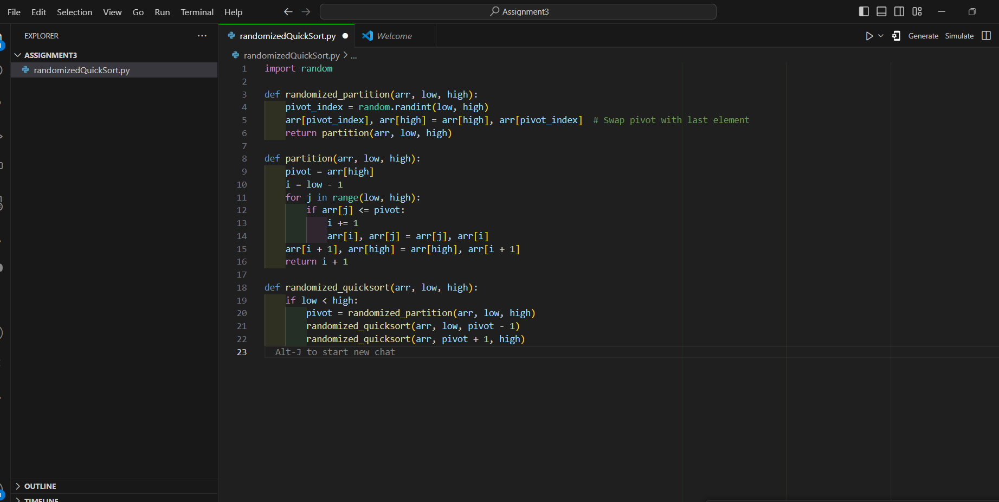 File Edit Selection View Go Run Terminal Help
Assignment3
EXPLORER
ASSIGNMENT3
randomizedQuickSort.py
OUTLINE
TIMELINE
randomizedQuickSort.py Welcome
Generate Simulate
randomizedQuickSort.py > ...
1 import random
2
3 def randomized_partition(arr, low, high):
4 pivot_index = random.randint(low, high)
5 arr[pivot_index], arr[high] = arr[high], arr[pivot_index] # Swap pivot with last element
6 return partition(arr, low, high)
7
8 def partition(arr, low, high):
9 pivot = arr[high]
10 i = low - 1
11 for j in range(low, high):
12 if arr[j] <= pivot:
13 i += 1
14 arr[i], arr[j] = arr[j], arr[i]
15 arr[i + 1], arr[high] = arr[high], arr[i + 1]
16 return i + 1
17
18 def randomized_quicksort(arr, low, high):
19 if low < high:
20 pivot = randomized_partition(arr, low, high)
21 randomized_quicksort(arr, low, pivot - 1)
22 randomized_quicksort(arr, pivot + 1, high)
23 Alt-J to start new chat